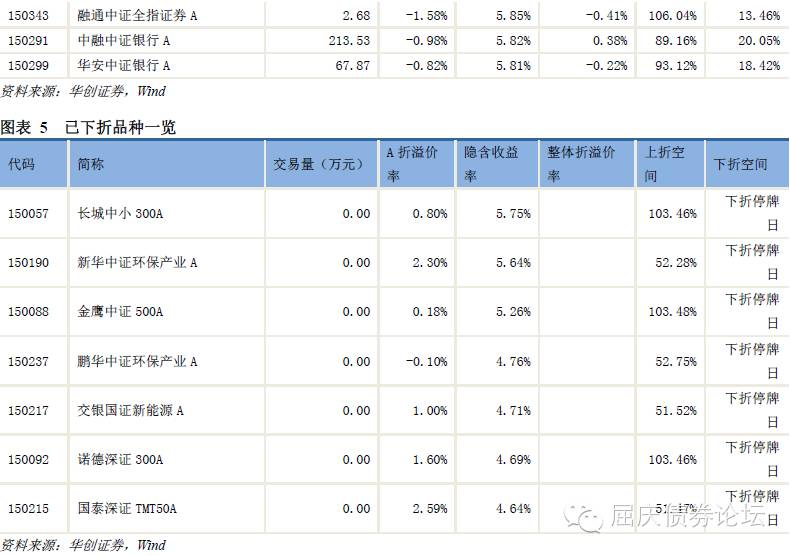 150343 融通中证全指证券 A 2.68 -1.58% 5.85% -0.41% 106.04% 13.46%
150291 中融中证银行 A 213.53 -0.98% 5.82% 0.38% 89.16% 20.05%
150299 华安中证银行 A 67.87 -0.82% 5.81% -0.22% 93.12% 18.42%
资料来源：华创证券，Wind
图表 5 已下折品种一览
代码 简称 交易量（万元） A 折溢价率 隐含收益率 整体折溢价率 上折空间 下折空间
150057 长城中小 300A 0.00 0.80% 5.75% 103.46% 下折停牌日
150190 新华中证环保产业 A 0.00 2.30% 5.64% 52.28% 下折停牌日
150088 金鹰中证 500A 0.00 0.18% 5.26% 103.48% 下折停牌日
150237 鹏华中证环保产业 A 0.00 -0.10% 4.76% 52.75% 下折停牌日
150217 交银国证新能源 A 0.00 1.00% 4.71% 51.52% 下折停牌日
150092 诺德深证 300A 0.00 1.60% 4.69% 103.46% 下折停牌日
150215 国泰深证 TMT50A 0.00 2.59% 4.64% 下折停牌日
屈庆债券论坛
资料来源：华创证券，Wind